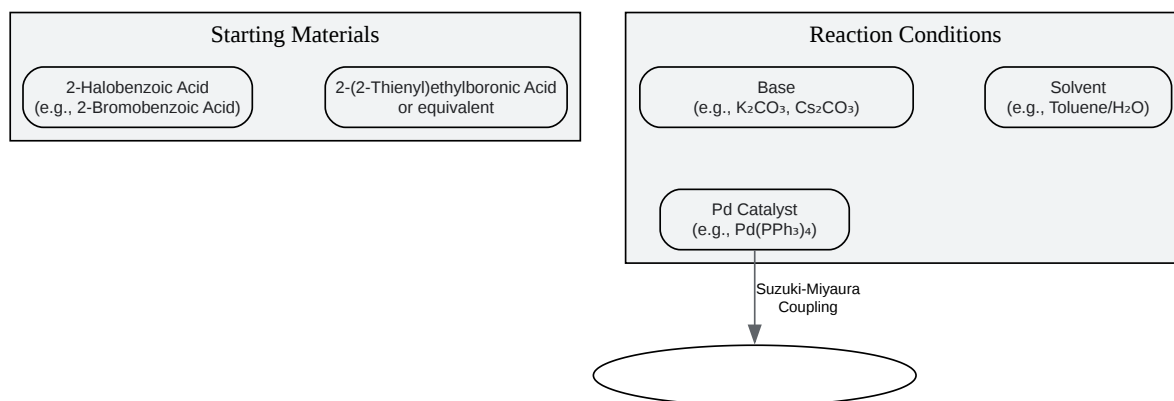 Starting Materials
2-Halobenzoic Acid
(e.g., 2-Bromobenzoic Acid)
2-(2-Thienyl)ethylboronic Acid
or equivalent
Reaction Conditions
Base
(e.g., K₂CO₃, Cs₂CO₃)
Solvent
(e.g., Toluene/H₂O)
Pd Catalyst
(e.g., Pd(PPh₃)₄)
Suzuki-Miyaura
Coupling